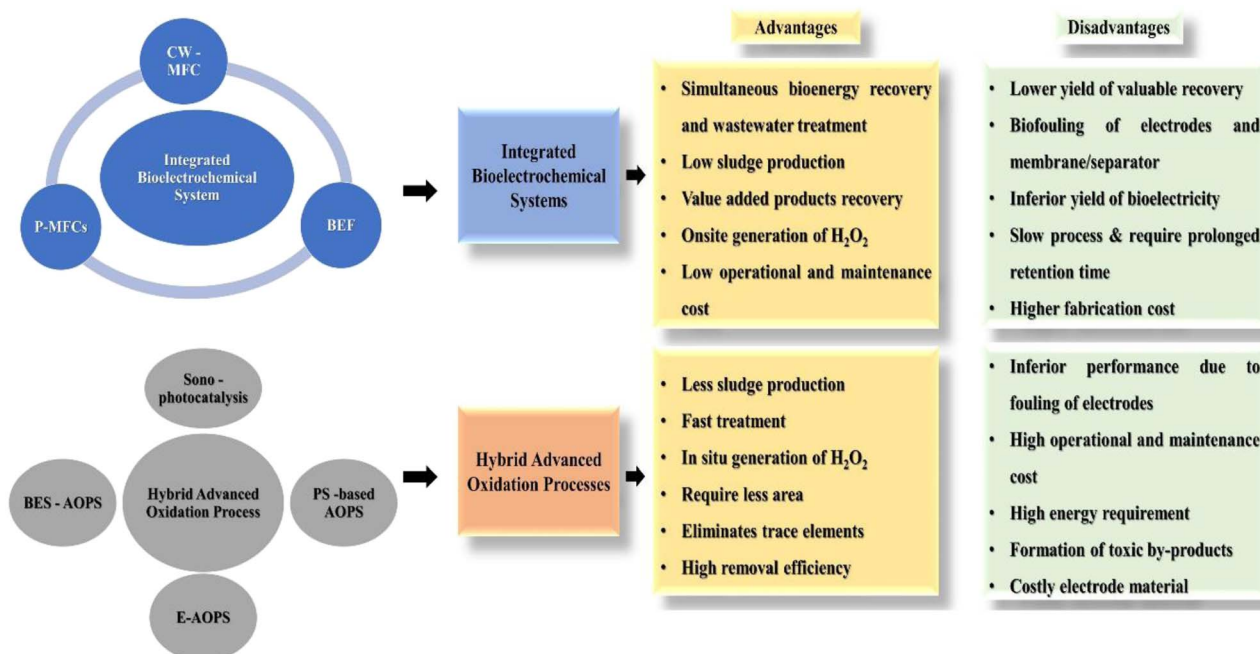 CW -
MFC
Integrated
Bioelectrochemical
System
P-MFCs
BEF
Integrated
Bioelectrochemical
Systems
Advantages
• Simultaneous bioenergy recovery
and wastewater treatment
• Low sludge production
• Value added products recovery
• Onsite generation of H₂O₂
• Low operational and maintenance
cost
Disadvantages
• Lower yield of valuable recovery
• Biofouling of electrodes and
membrane/separator
• Inferior yield of bioelectricity
• Slow process & require prolonged
retention time
• Higher fabrication cost
Sono -
photocatalysis
BES - AOPS
Hybrid Advanced
Oxidation Process
PS -based
AOPS
E-AOPS
Hybrid Advanced
Oxidation Processes
• Less sludge production
• Fast treatment
• In situ generation of H₂O₂
• Require less area
• Eliminates trace elements
• High removal efficiency
• Inferior performance due to
fouling of electrodes
• High operational and maintenance
cost
• High energy requirement
• Formation of toxic by-products
• Costly electrode material